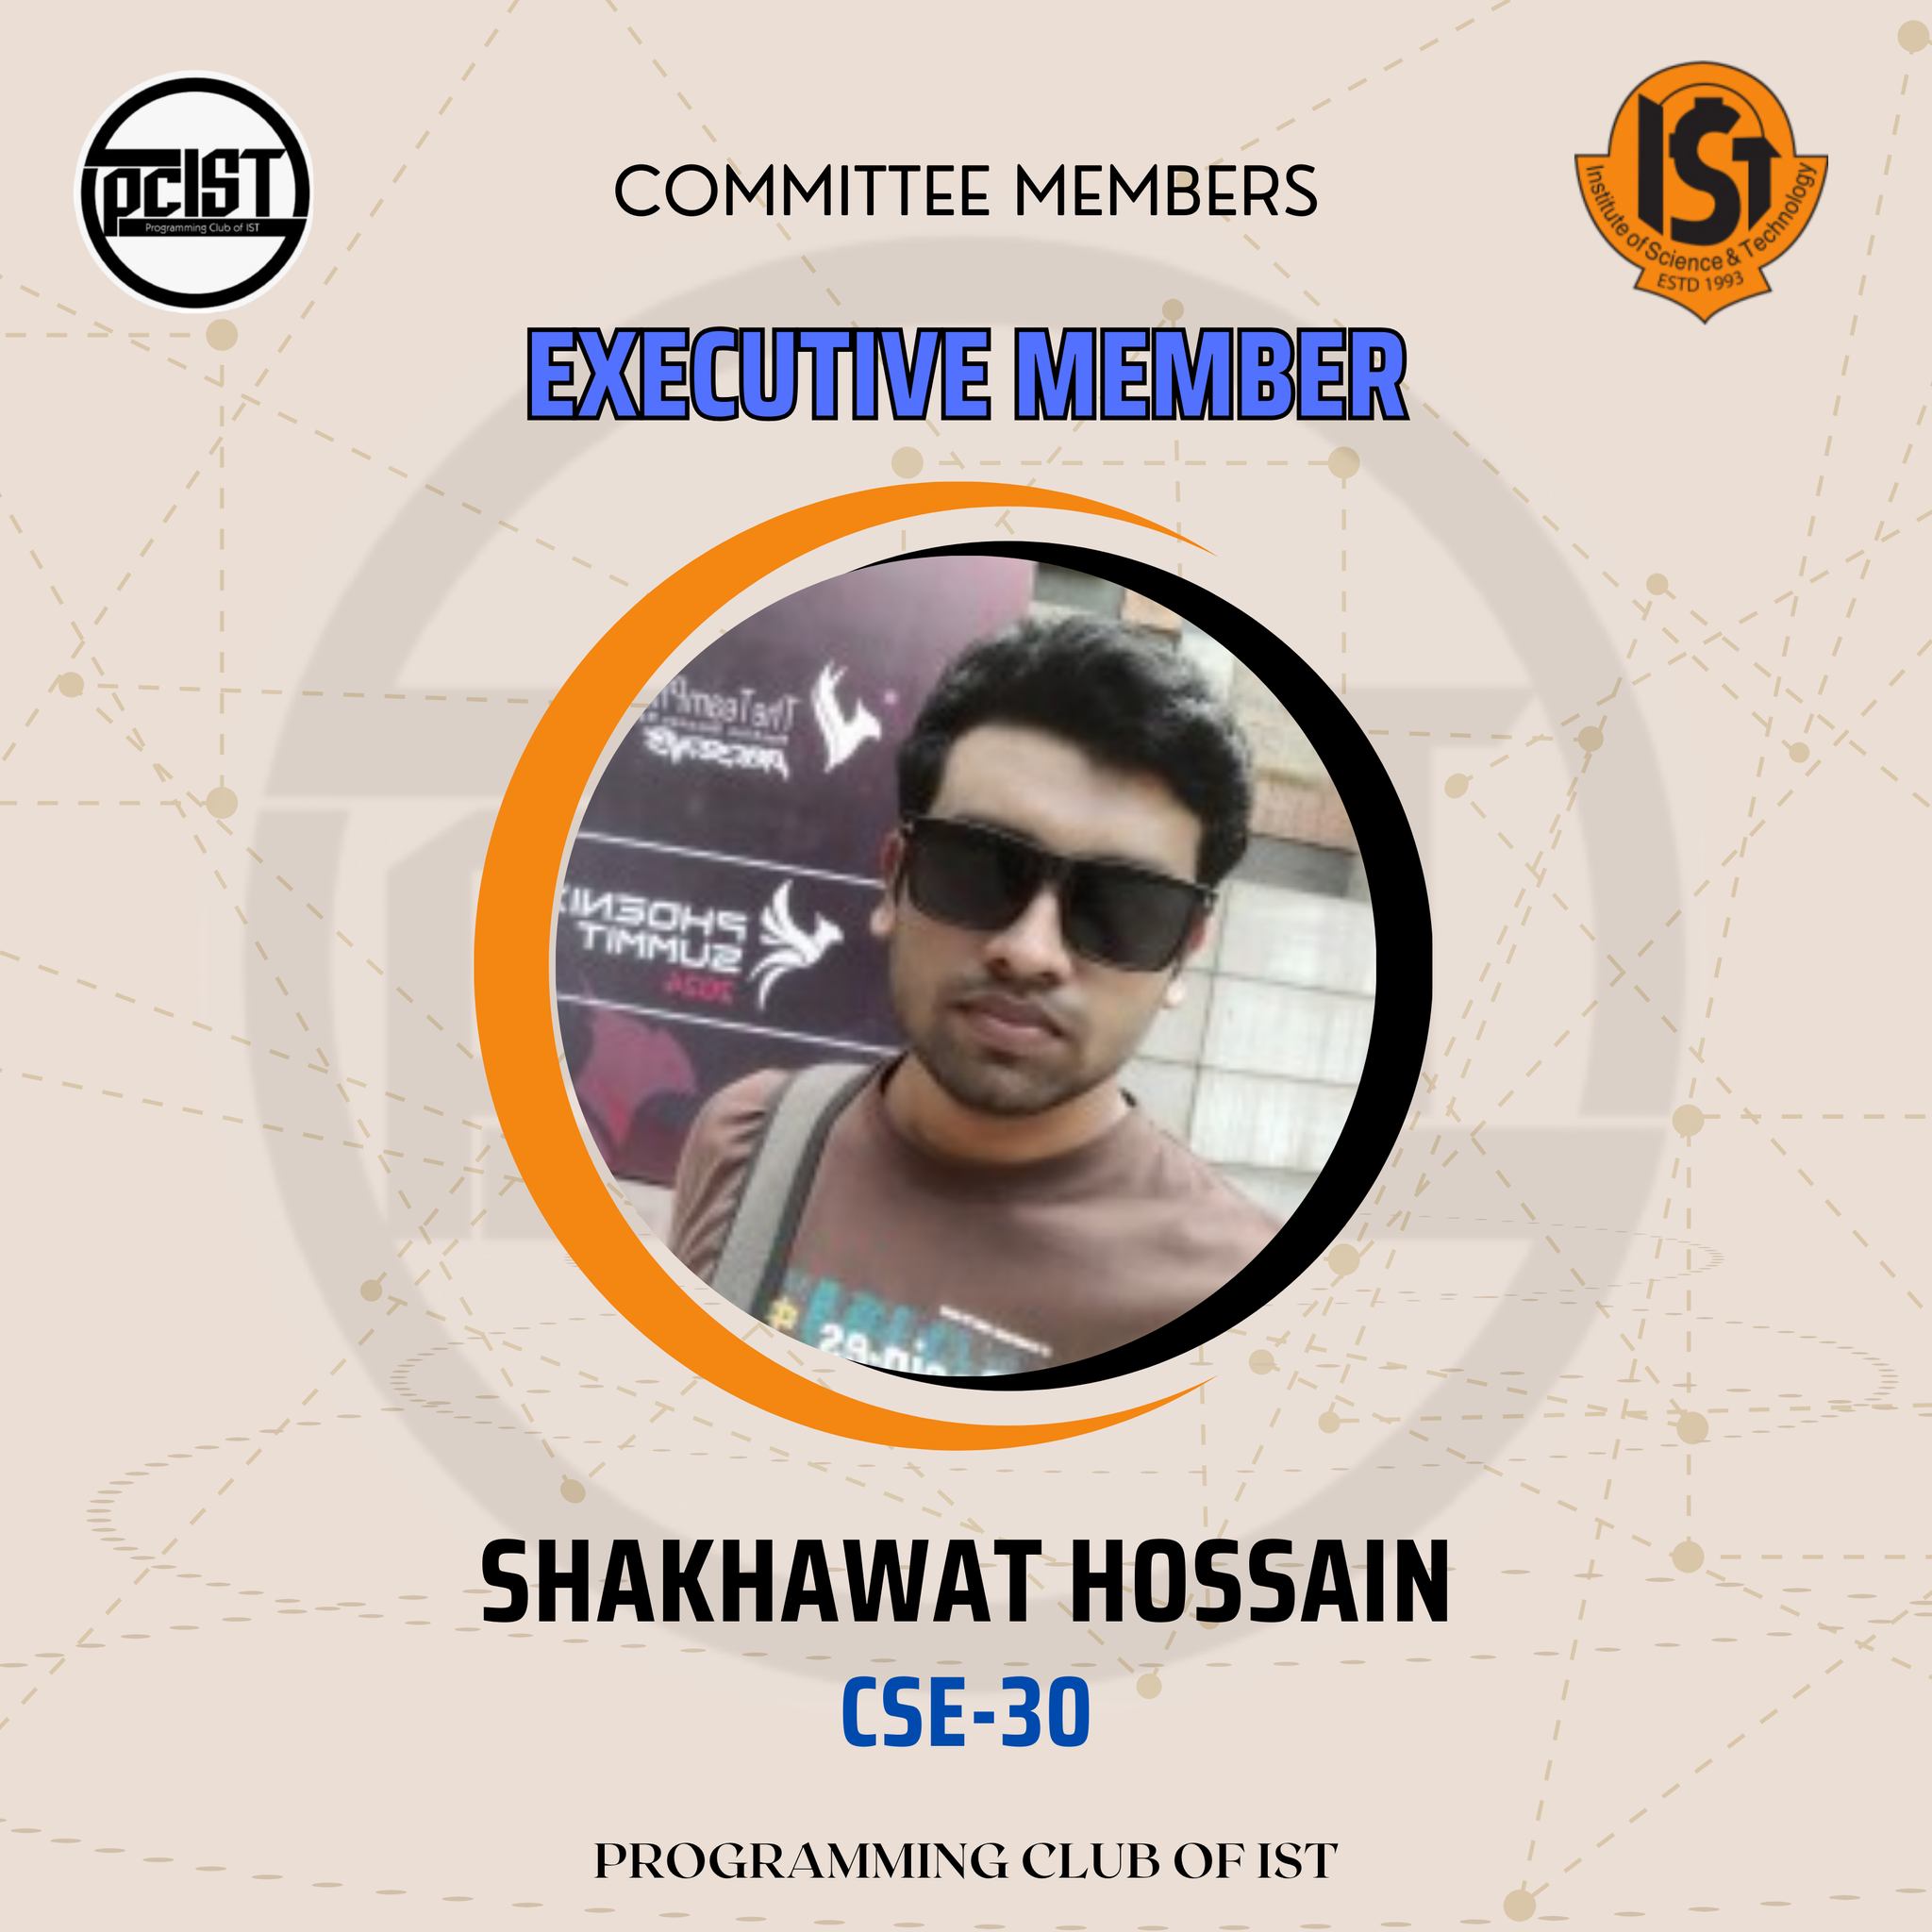 pcIST
Programming Club of IST
COMMITTEE MEMBERS
IST
Institute of Science & Technology
ESTD 1993
EXECUTIVE MEMBER
PHOENIX
SUMMIT
2024
SHAKHAWAT HOSSAIN
CSE-30
PROGRAMMING CLUB OF IST